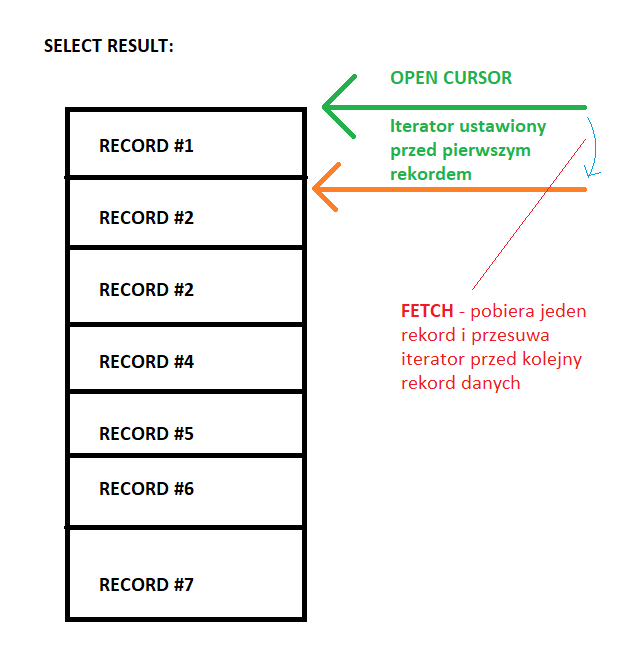 SELECT RESULT:
OPEN CURSOR
Iterator ustawiony
przed pierwszym
rekordem
RECORD #1
RECORD #2
RECORD #2
RECORD #4
RECORD #5
RECORD #6
RECORD #7
FETCH - pobiera jeden
rekord i przesuwa
iterator przed kolejny
rekord danych